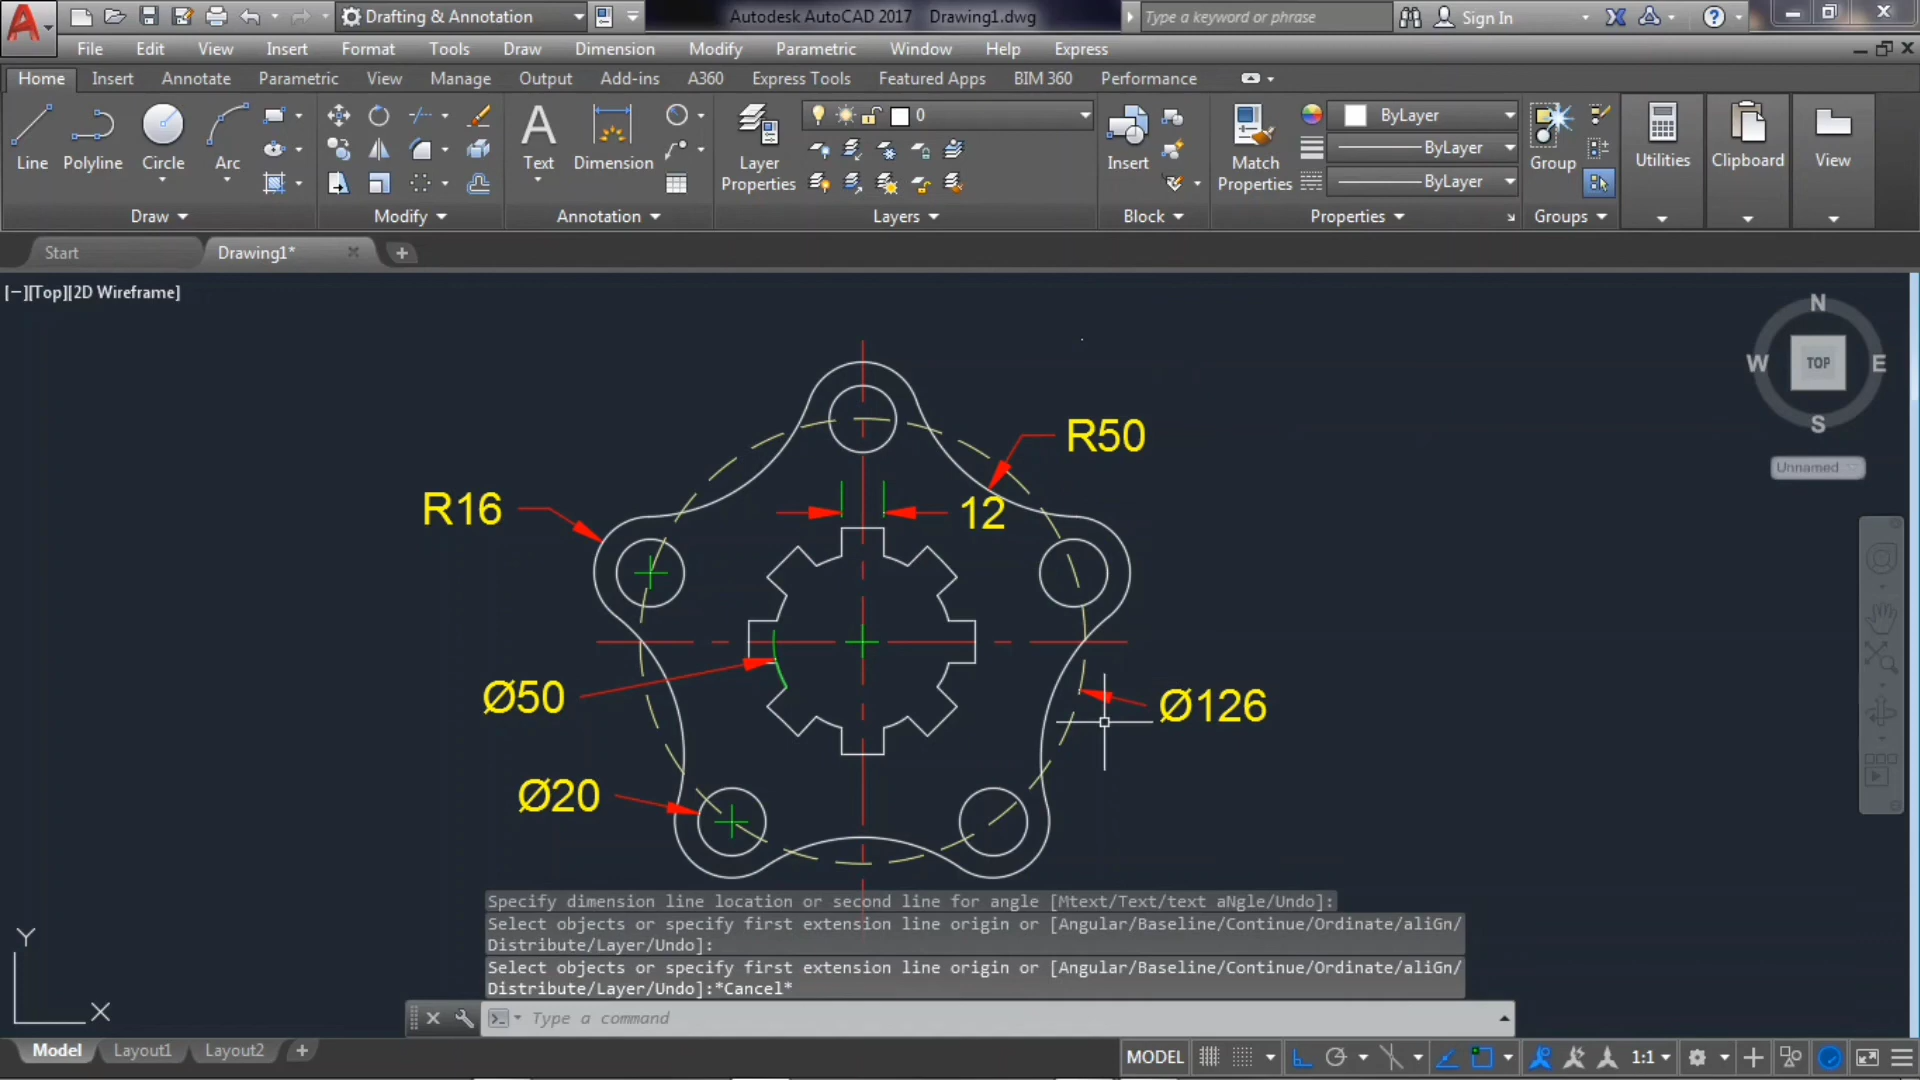 Drafting & Annotation
Autodesk AutoCAD 2017 Drawing1.dwg
Type a keyword or phrase
Sign In
File Edit View Insert Format Tools Draw Dimension Modify Parametric Window Help Express
Home Insert Annotate Parametric View Manage Output Add-ins A360 Express Tools Featured Apps BIM 360 Performance
0
ByLayer
ByLayer
ByLayer
Line Polyline Circle Arc
Text Dimension
Layer Properties
Insert
Match Properties
Group
Utilities Clipboard View
Draw Modify Annotation Layers Block Properties Groups
Start Drawing1*
[−][Top][2D Wireframe]
N
W TOP E
S
Unnamed
R50
R16
12
Ø50
Ø126
Ø20
Specify dimension line location or second line for angle [Mtext/Text/text aNgle/Undo]:
Select objects or specify first extension line origin or [Angular/Baseline/Continue/Ordinate/aliGn/
Distribute/Layer/Undo]:
Select objects or specify first extension line origin or [Angular/Baseline/Continue/Ordinate/aliGn/
Distribute/Layer/Undo]:*Cancel*
Y
X
Type a command
Model Layout1 Layout2
MODEL 1:1